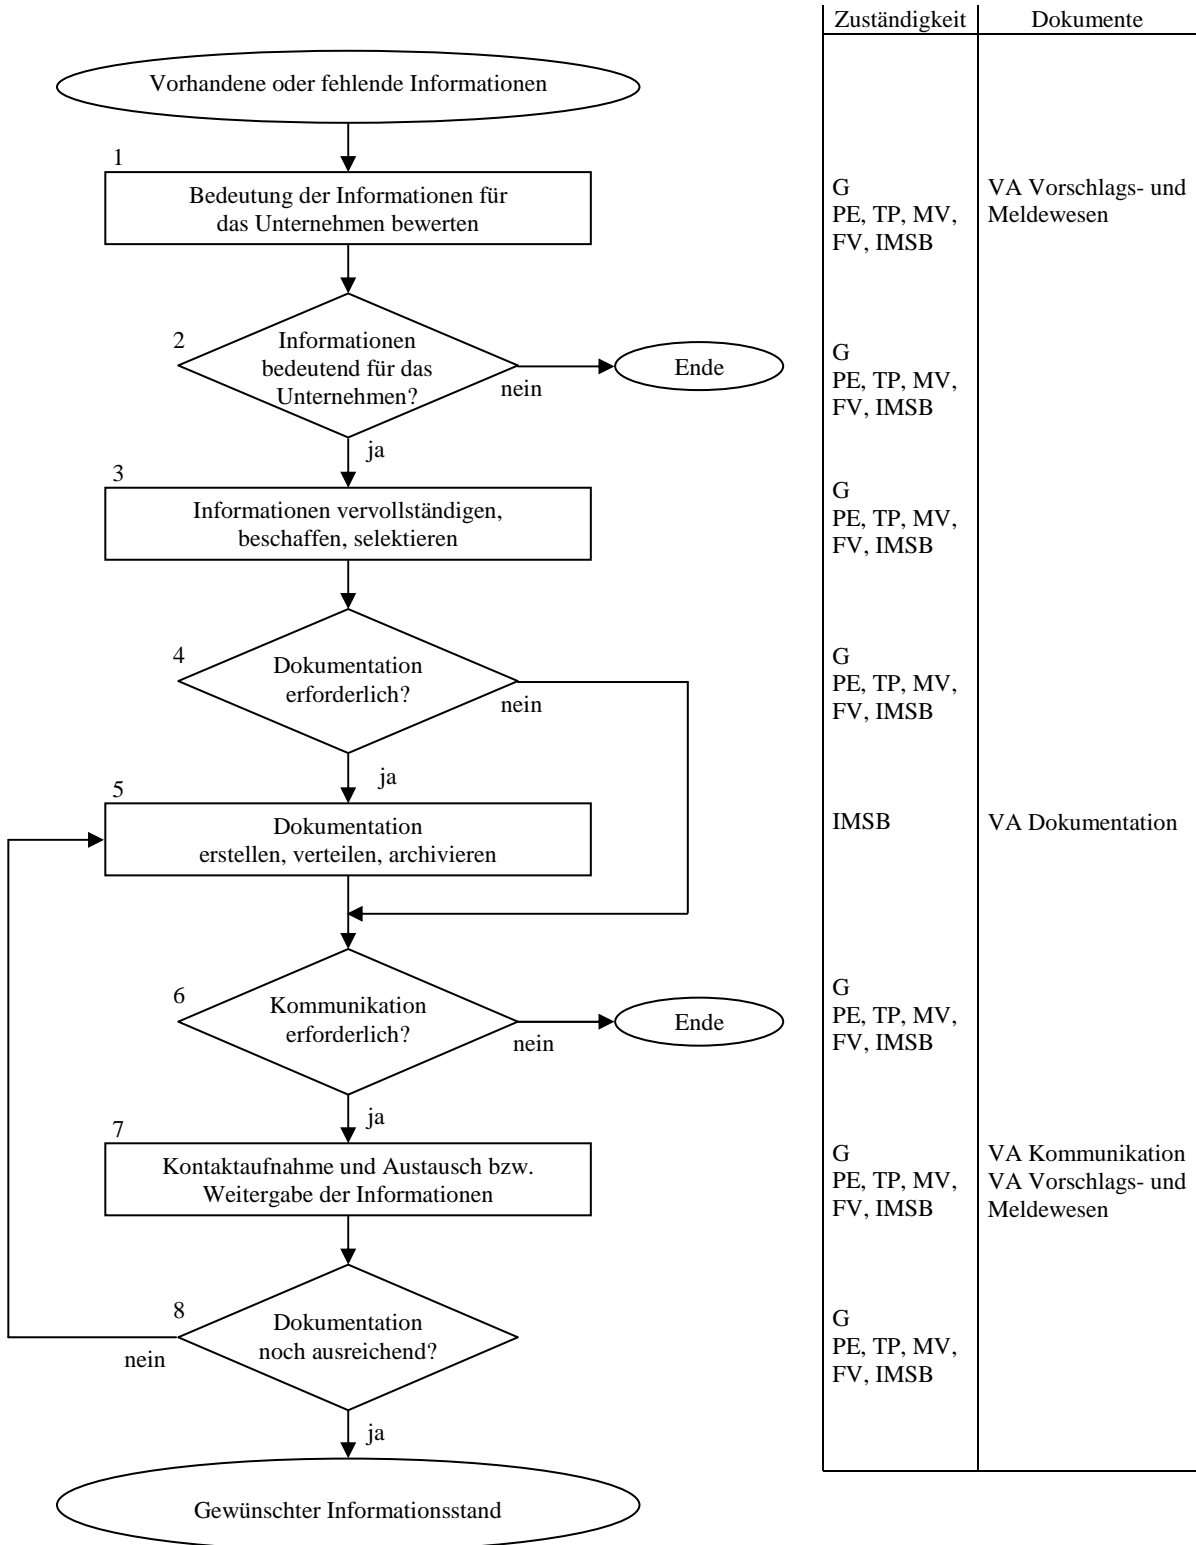 Zuständigkeit Dokumente
Vorhandene oder fehlende Informationen
1
Bedeutung der Informationen für
das Unternehmen bewerten
G
PE, TP, MV,
FV, IMSB
VA Vorschlags- und
Meldewesen
2
Informationen
bedeutend für das
Unternehmen?
nein
Ende
G
PE, TP, MV,
FV, IMSB
ja
3
Informationen vervollständigen,
beschaffen, selektieren
G
PE, TP, MV,
FV, IMSB
4
Dokumentation
erforderlich?
nein
G
PE, TP, MV,
FV, IMSB
ja
5
Dokumentation
erstellen, verteilen, archivieren
IMSB
VA Dokumentation
6
Kommunikation
erforderlich?
nein
Ende
G
PE, TP, MV,
FV, IMSB
ja
7
Kontaktaufnahme und Austausch bzw.
Weitergabe der Informationen
G
PE, TP, MV,
FV, IMSB
VA Kommunikation
VA Vorschlags- und
Meldewesen
8
Dokumentation
noch ausreichend?
nein
G
PE, TP, MV,
FV, IMSB
ja
Gewünschter Informationsstand